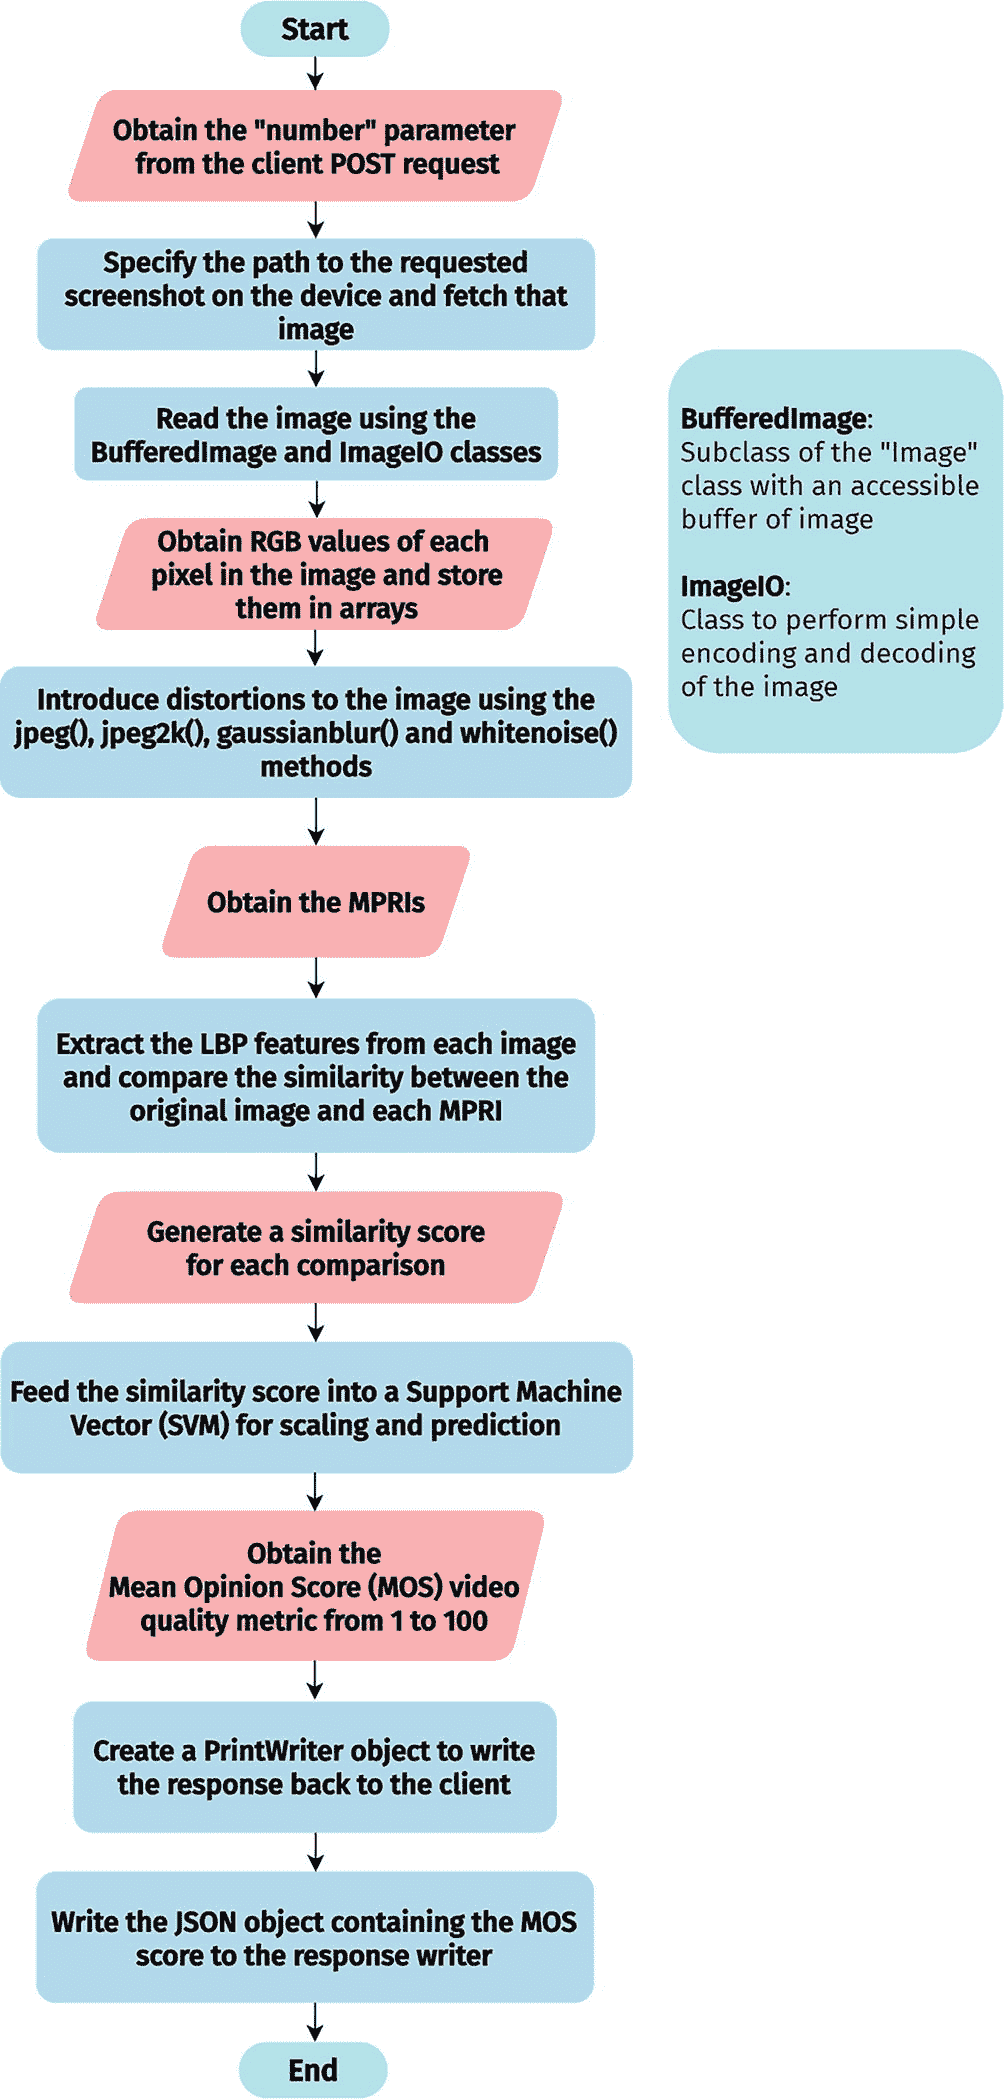 Start
Obtain the "number" parameter
from the client POST request
Specify the path to the requested
screenshot on the device and fetch that
image
Read the image using the
BufferedImage and ImageIO classes
Obtain RGB values of each
pixel in the image and store
them in arrays
Introduce distortions to the image using the
jpeg(), jpeg2k(), gaussianblur() and whitenoise()
methods
Obtain the MPRIs
Extract the LBP features from each image
and compare the similarity between the
original image and each MPRI
Generate a similarity score
for each comparison
Feed the similarity score into a Support Machine
Vector (SVM) for scaling and prediction
Obtain the
Mean Opinion Score (MOS) video
quality metric from 1 to 100
Create a PrintWriter object to write
the response back to the client
Write the JSON object containing the MOS
score to the response writer
End
BufferedImage:
Subclass of the "Image"
class with an accessible
buffer of image
ImageIO:
Class to perform simple
encoding and decoding
of the image